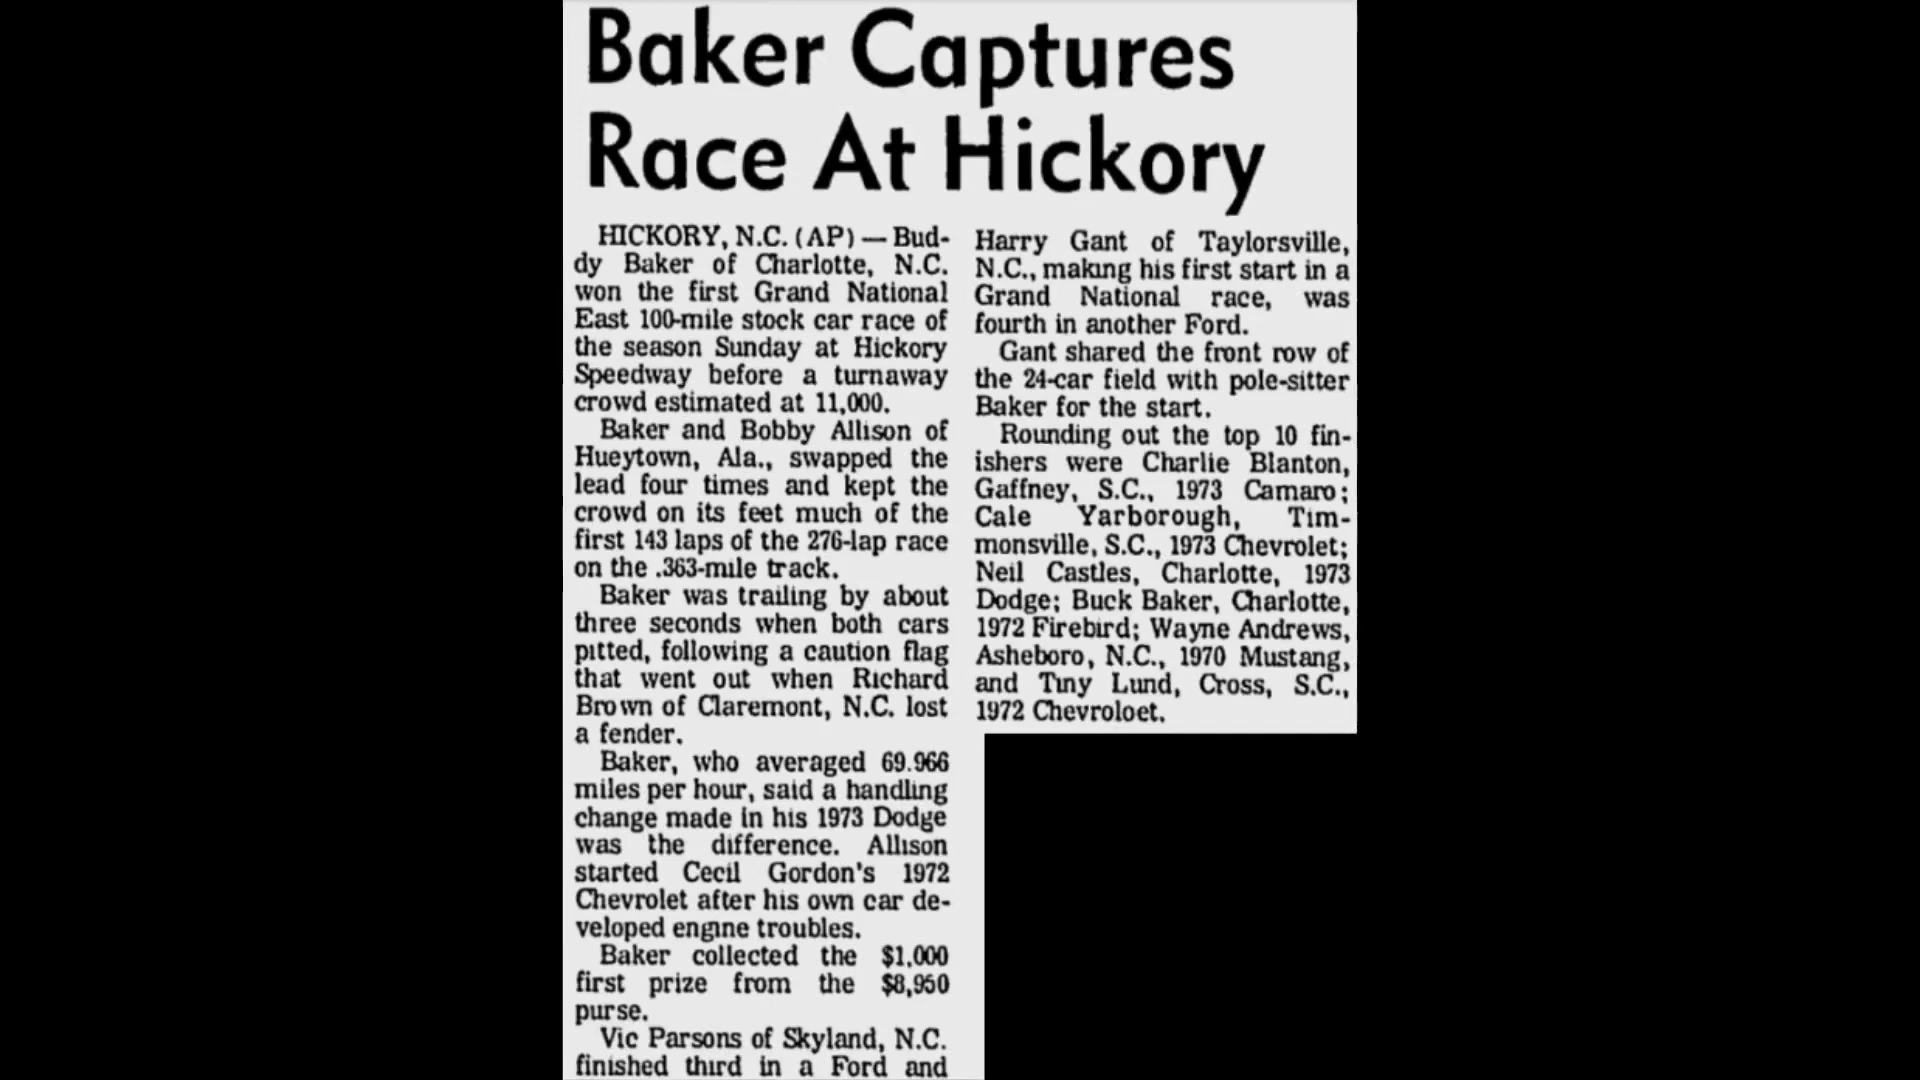 Baker Captures
Race At Hickory
HICKORY, N.C. (AP) — Bud-
dy Baker of Charlotte, N.C.
won the first Grand National
East 100-mile stock car race of
the season Sunday at Hickory
Speedway before a turnaway
crowd estimated at 11,000.
Baker and Bobby Allison of
Hueytown, Ala., swapped the
lead four times and kept the
crowd on its feet much of the
first 143 laps of the 276-lap race
on the .363-mile track.
Baker was trailing by about
three seconds when both cars
pitted, following a caution flag
that went out when Richard
Brown of Claremont, N.C. lost
a fender.
Baker, who averaged 69.966
miles per hour, said a handling
change made in his 1973 Dodge
was the difference. Allison
started Cecil Gordon's 1972
Chevrolet after his own car de-
veloped engine troubles.
Baker collected the $1,000
first prize from the $8,950
purse.
Vic Parsons of Skyland, N.C.
finished third in a Ford and
Harry Gant of Taylorsville,
N.C., making his first start in a
Grand National race, was
fourth in another Ford.
Gant shared the front row of
the 24-car field with pole-sitter
Baker for the start.
Rounding out the top 10 fin-
ishers were Charlie Blanton,
Gaffney, S.C., 1973 Camaro;
Cale Yarborough, Tim-
monsville, S.C., 1973 Chevrolet;
Neil Castles, Charlotte, 1973
Dodge; Buck Baker, Charlotte,
1972 Firebird; Wayne Andrews,
Asheboro, N.C., 1970 Mustang,
and Tiny Lund, Cross, S.C.,
1972 Chevroloet.